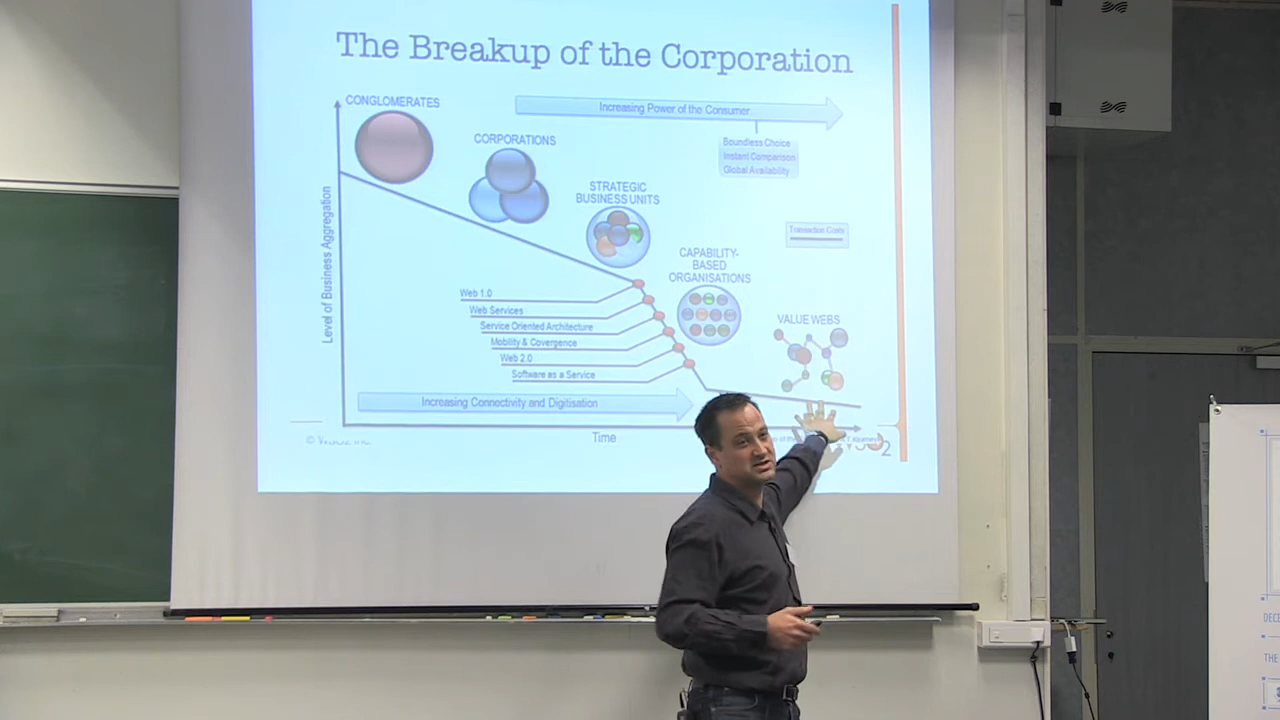 The Breakup of the Corporation
CONGLOMERATES
Increasing Power of the Consumer
CORPORATIONS
Boundless Choice
Instant Comparison
Global Availability
STRATEGIC
BUSINESS UNITS
Level of Business Aggregation
Transaction Costs
CAPABILITY-
BASED
ORGANISATIONS
Web 1.0
Web Services
Service Oriented Architecture
Mobility & Covergence
Web 2.0
Software as a Service
VALUE WEBS
Increasing Connectivity and Digitisation
Time
DECE
THE